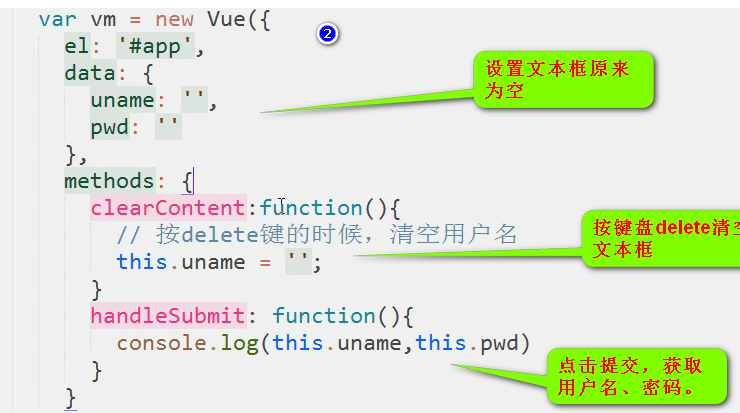 var vm = new Vue({
2
el: '#app',
data: {
设置文本框原来
为空
uname: '',
pwd: ''
},
methods: {
clearContent:function(){
// 按delete键的时候，清空用户名
按键盘delete清空
文本框
this.uname = '';
}
handleSubmit: function(){
console.log(this.uname,this.pwd)
点击提交，获取
用户名、密码。
}
}